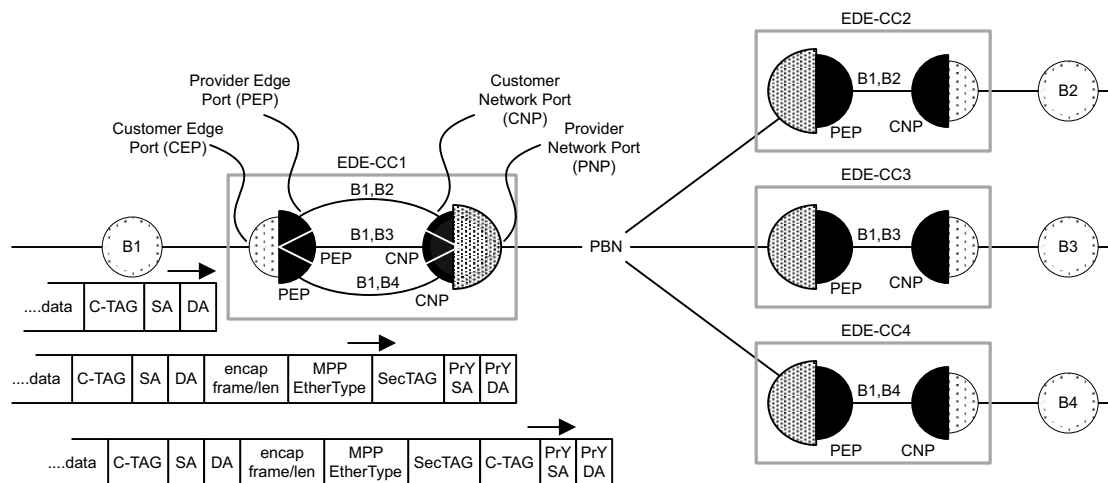 EDE-CC2
Provider Edge
Port (PEP)
Customer
Network Port
(CNP)
Customer Edge
Port (CEP)
Provider
Network Port
(PNP)
EDE-CC1
B1,B2
PEP
CNP
B2
EDE-CC3
B1
B1,B2
B1,B3
B1,B4
PEP
CNP
PEP
CNP
PBN
B1,B3
PEP
CNP
B3
EDE-CC4
B1,B4
PEP
CNP
B4
....data C-TAG SA DA
....data C-TAG SA DA encap frame/len MPP EtherType SecTAG PrY SA PrY DA
....data C-TAG SA DA encap frame/len MPP EtherType SecTAG C-TAG PrY SA PrY DA